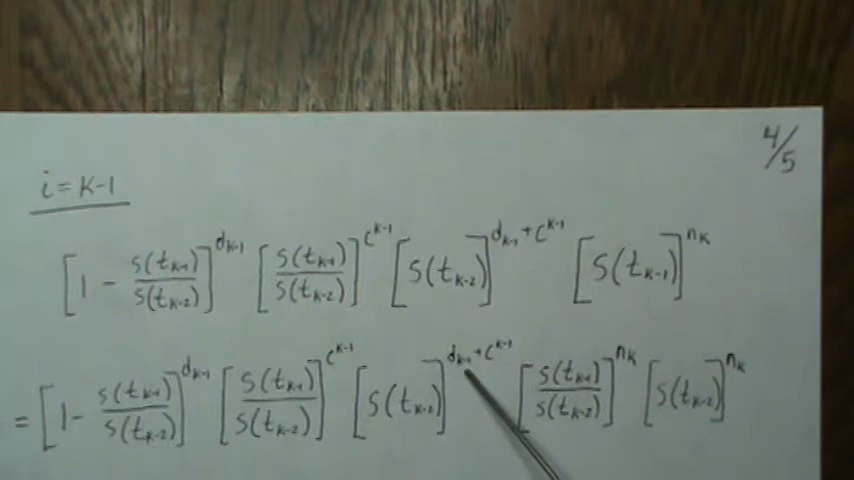 4/5
i = K-1
[1 - S(t_{K-1})/S(t_{K-2})]^{d_{K-1}} [S(t_{K-1})/S(t_{K-2})]^{C^{K-1}} [S(t_{K-2})]^{d_{K-1}+C^{K-1}} [S(t_{K-1})]^{n_K}
= [1 - S(t_{K-1})/S(t_{K-2})]^{d_{K-1}} [S(t_{K-1})/S(t_{K-2})]^{C^{K-1}} [S(t_{K-2})]^{d_{K-1}+C^{K-1}} [S(t_{K-1})/S(t_{K-2})]^{n_K} [S(t_{K-2})]^{n_K}